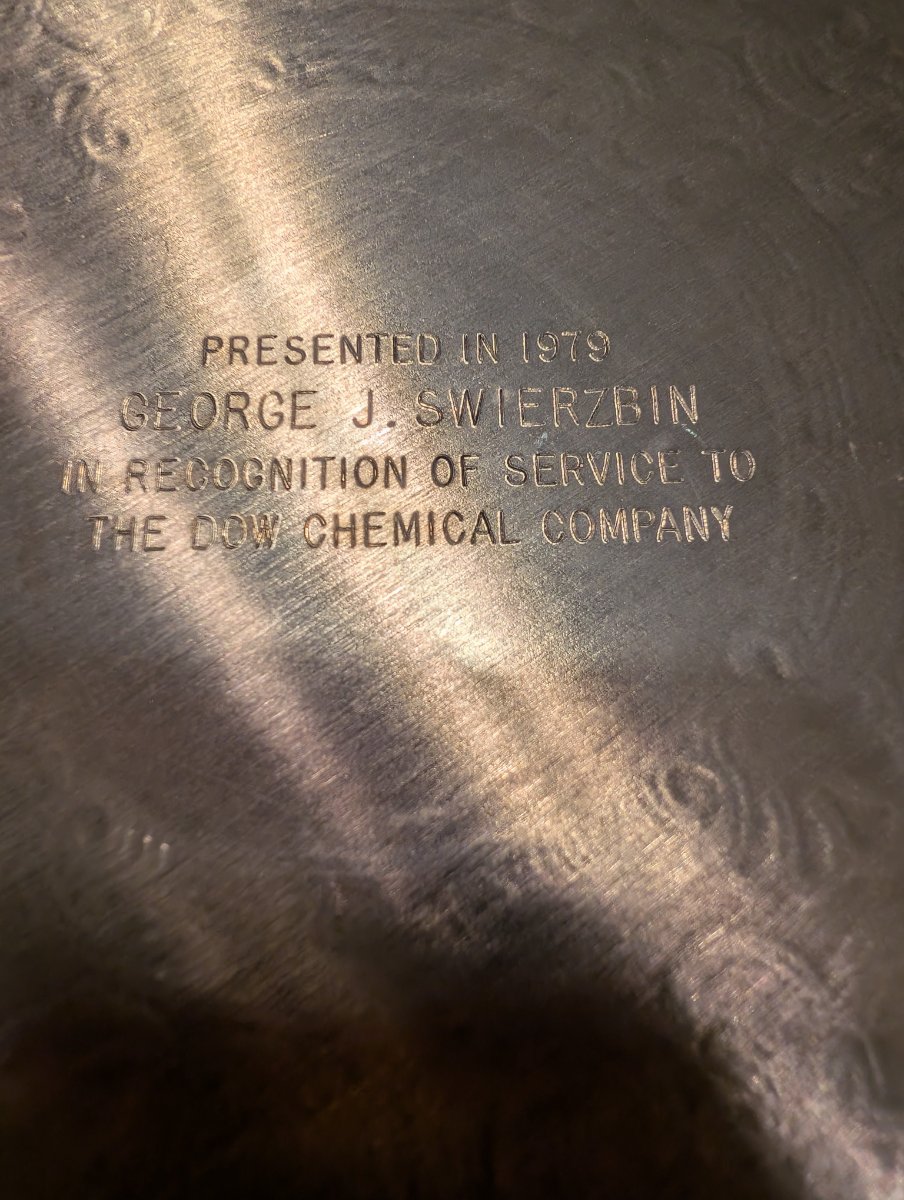 PRESENTED IN 1979
GEORGE J. SWIERZBIN
IN RECOGNITION OF SERVICE TO
THE DOW CHEMICAL COMPANY